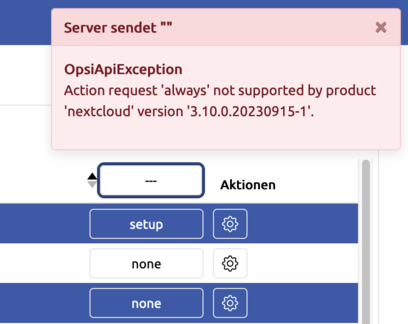 Server sendet ""
OpsiApiException
Action request 'always' not supported by product
'nextcloud' version '3.10.0.20230915-1'.
--- Aktionen
setup
none
none